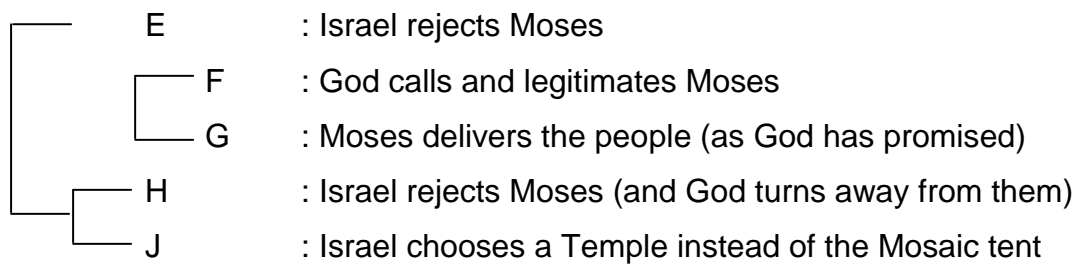 E : Israel rejects Moses
F : God calls and legitimates Moses
G : Moses delivers the people (as God has promised)
H : Israel rejects Moses (and God turns away from them)
J : Israel chooses a Temple instead of the Mosaic tent